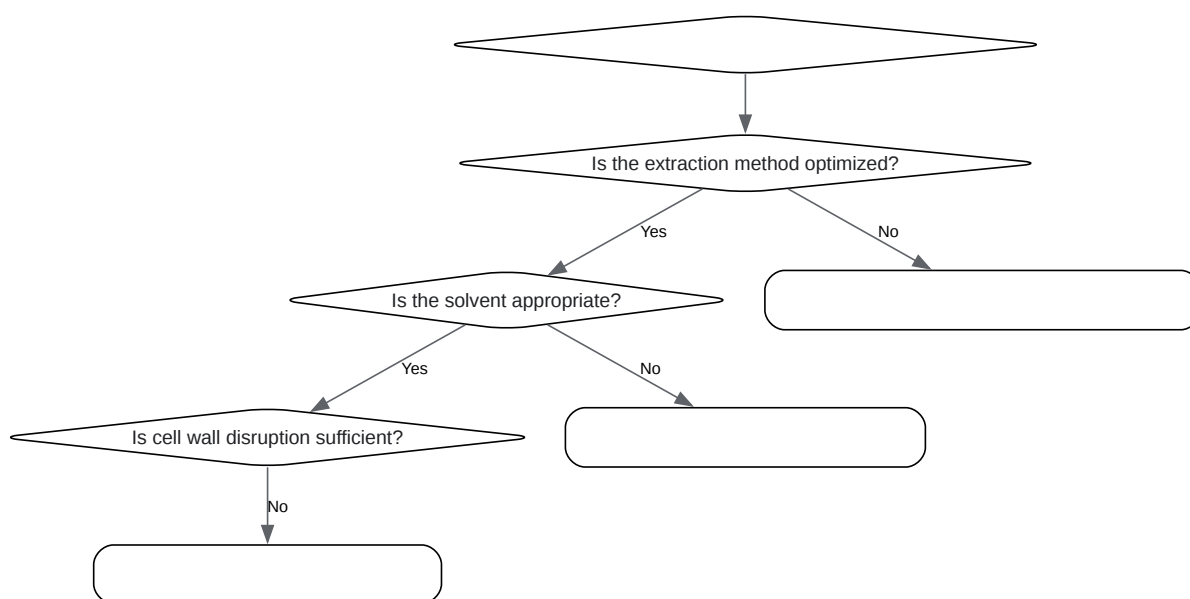 Is the extraction method optimized?
Yes
No
Is the solvent appropriate?
Yes
No
Is cell wall disruption sufficient?
No